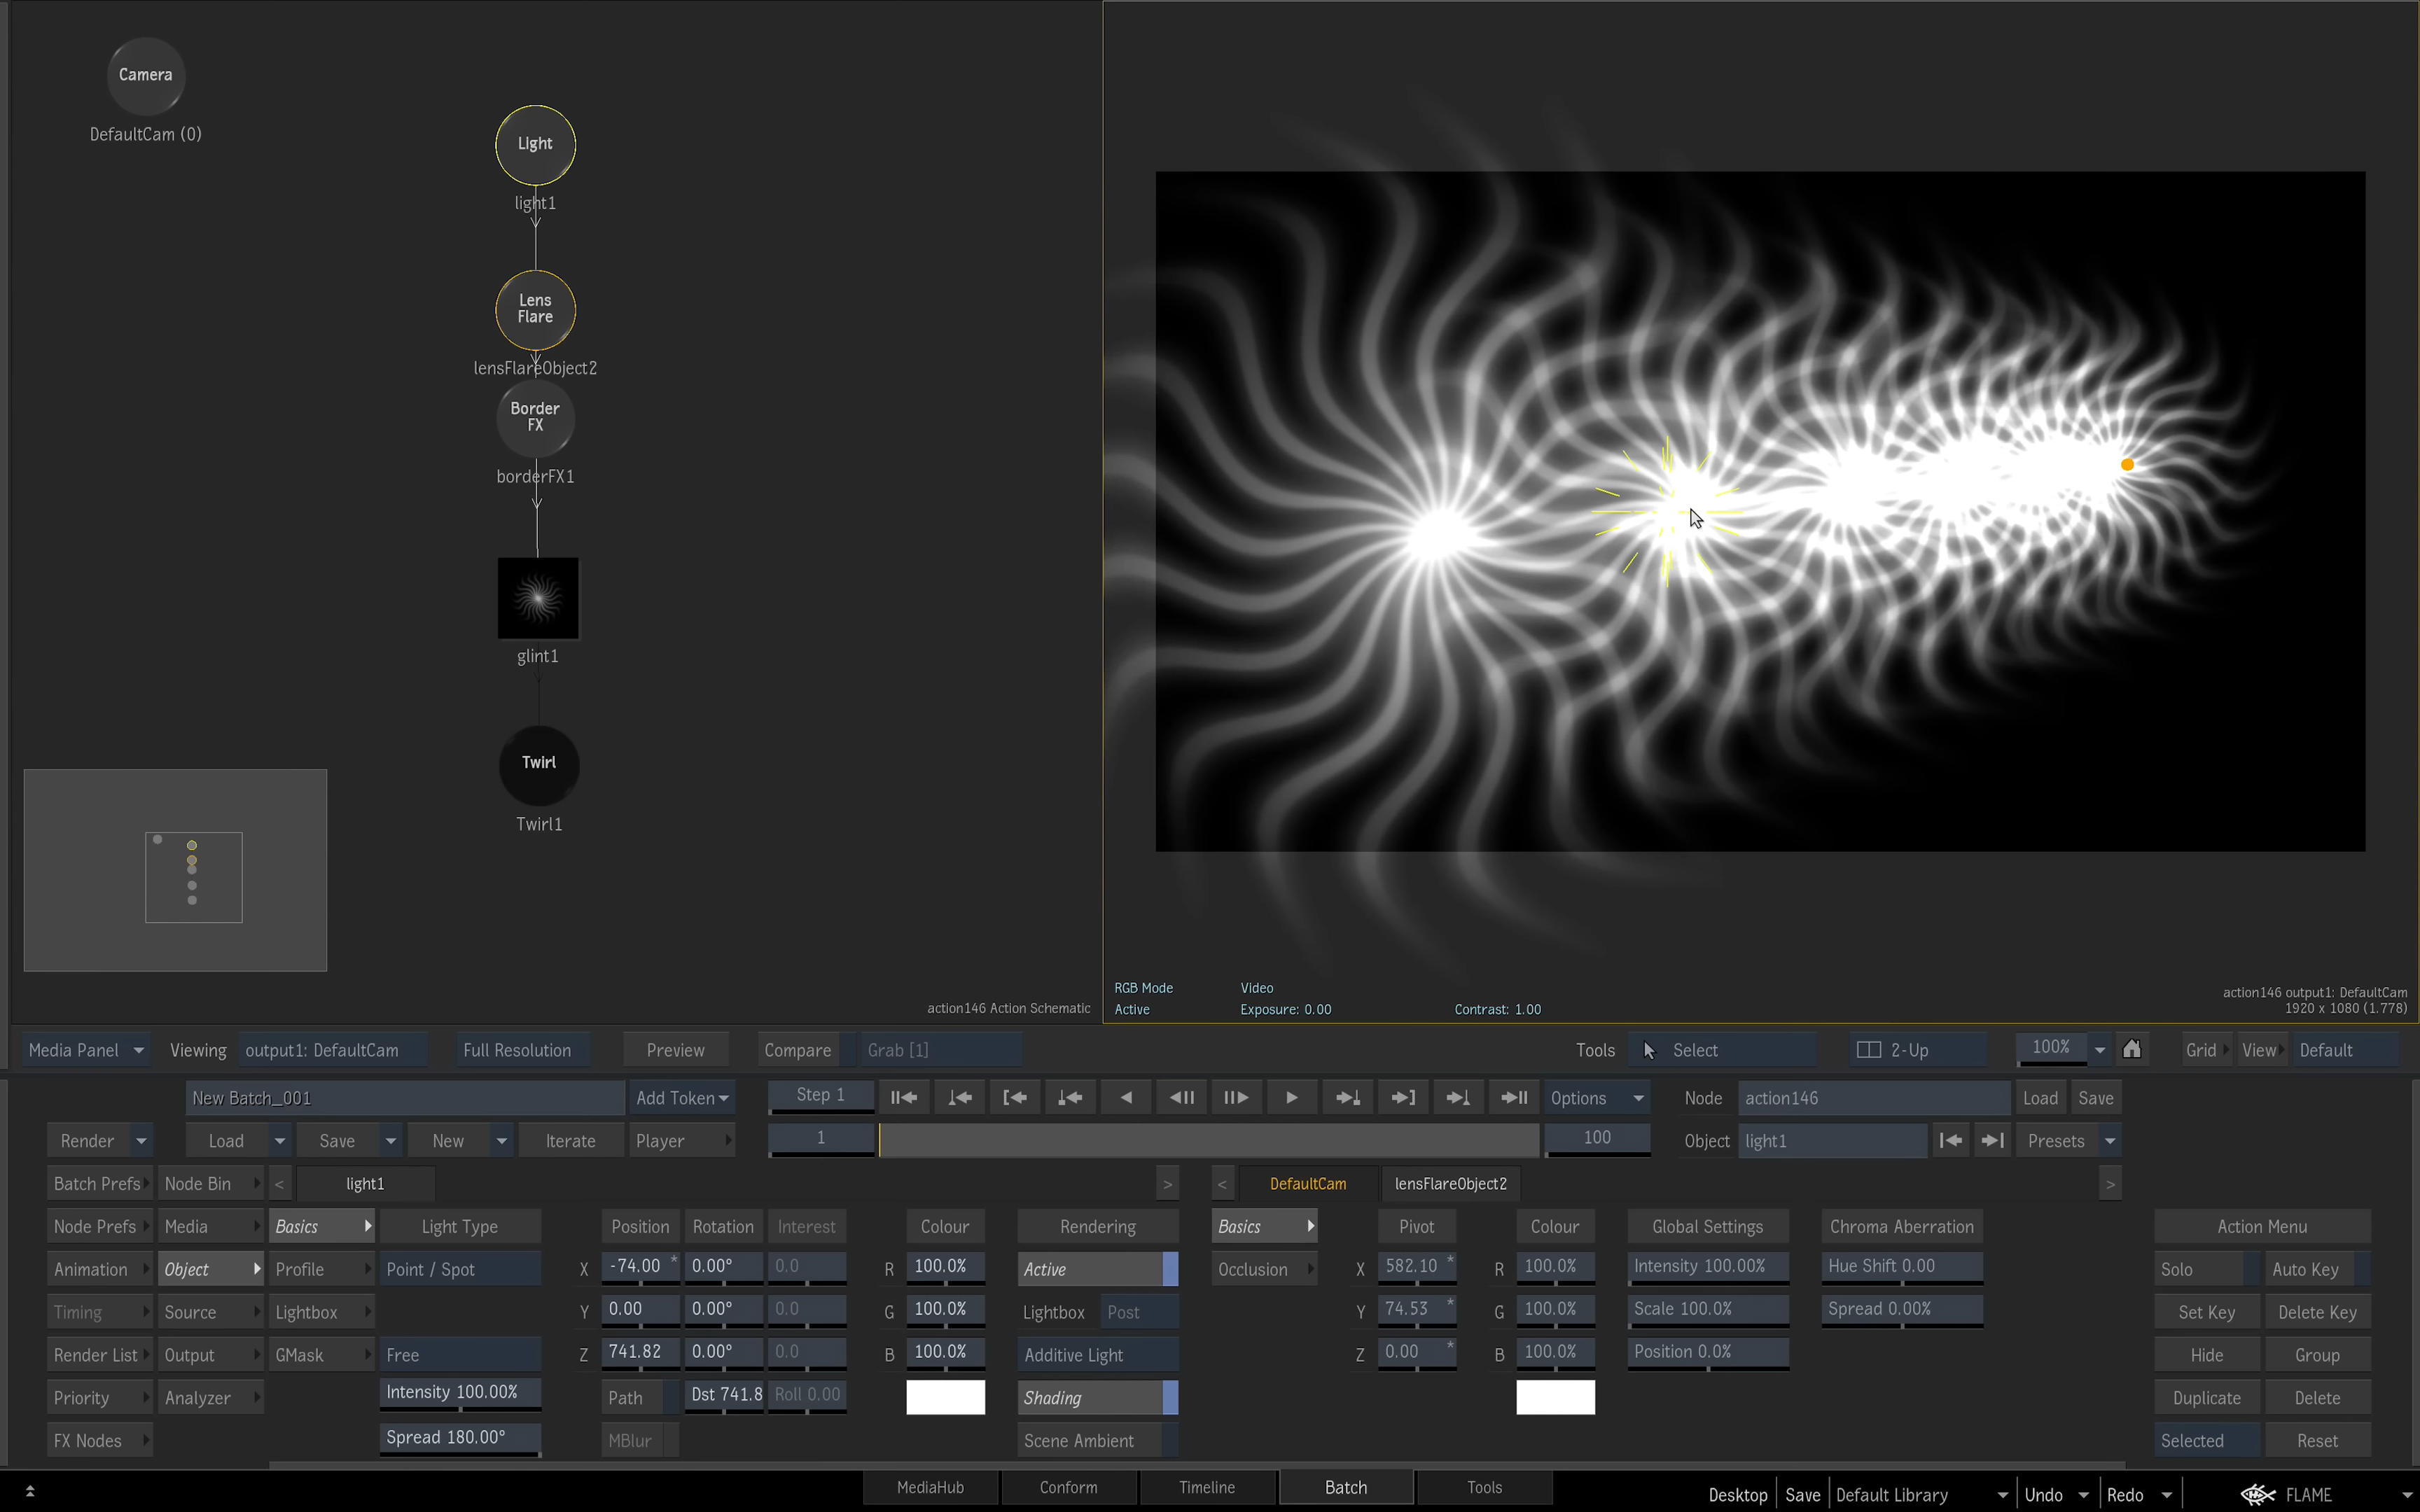 Camera
DefaultCam (0)
Light
light1
Lens
Flare
lensFlareObject2
Border
FX
borderFX1
glint1
Twirl
Twirl1
action146 Action Schematic
RGB Mode Video
Active Exposure: 0.00 Contrast: 1.00
action146 output1: DefaultCam
1920 x 1080 (1.778)
Media Panel Viewing output1: DefaultCam Full Resolution Preview Compare Grab [1] Tools Select 2-Up 100% Grid View Default
New Batch_001 Add Token Step 1 Options Node action146 Load Save
Render Load Save New Iterate Player 1 100 Object light1 Presets
Batch Prefs Node Bin < light1 > < DefaultCam lensFlareObject2 >
Node Prefs Media Basics Light Type Position Rotation Interest Colour Rendering Basics Pivot Colour Global Settings Chroma Aberration Action Menu
Animation Object Profile Point / Spot X -74.00 * 0.00° 0.0 R 100.0% Active Occlusion X 582.10 * R 100.0% Intensity 100.00% Hue Shift 0.00 Solo Auto Key
Timing Source Lightbox Y 0.00 0.00° 0.0 G 100.0% Lightbox Post Y 74.53 * G 100.0% Scale 100.0% Spread 0.00% Set Key Delete Key
Render List Output GMask Free Z 741.82 0.00° 0.0 B 100.0% Additive Light Z 0.00 * B 100.0% Position 0.0% Hide Group
Priority Analyzer Intensity 100.00% Path Dst 741.8 Roll 0.00 Shading Duplicate Delete
FX Nodes Spread 180.00° MBlur Scene Ambient Selected Reset
MediaHub Conform Timeline Batch Tools Desktop Save Default Library Undo Redo FLAME